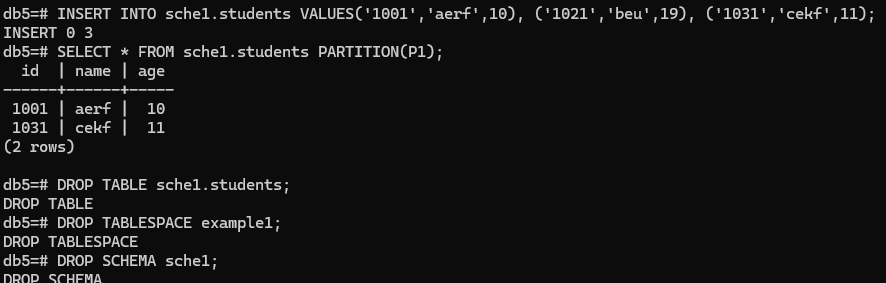 db5=# INSERT INTO sche1.students VALUES('1001','aerf',10), ('1021','beu',19), ('1031','cekf',11);
INSERT 0 3
db5=# SELECT * FROM sche1.students PARTITION(P1);
  id  | name | age
------+------+-----
 1001 | aerf |  10
 1031 | cekf |  11
(2 rows)

db5=# DROP TABLE sche1.students;
DROP TABLE
db5=# DROP TABLESPACE example1;
DROP TABLESPACE
db5=# DROP SCHEMA sche1;
DROP SCHEMA